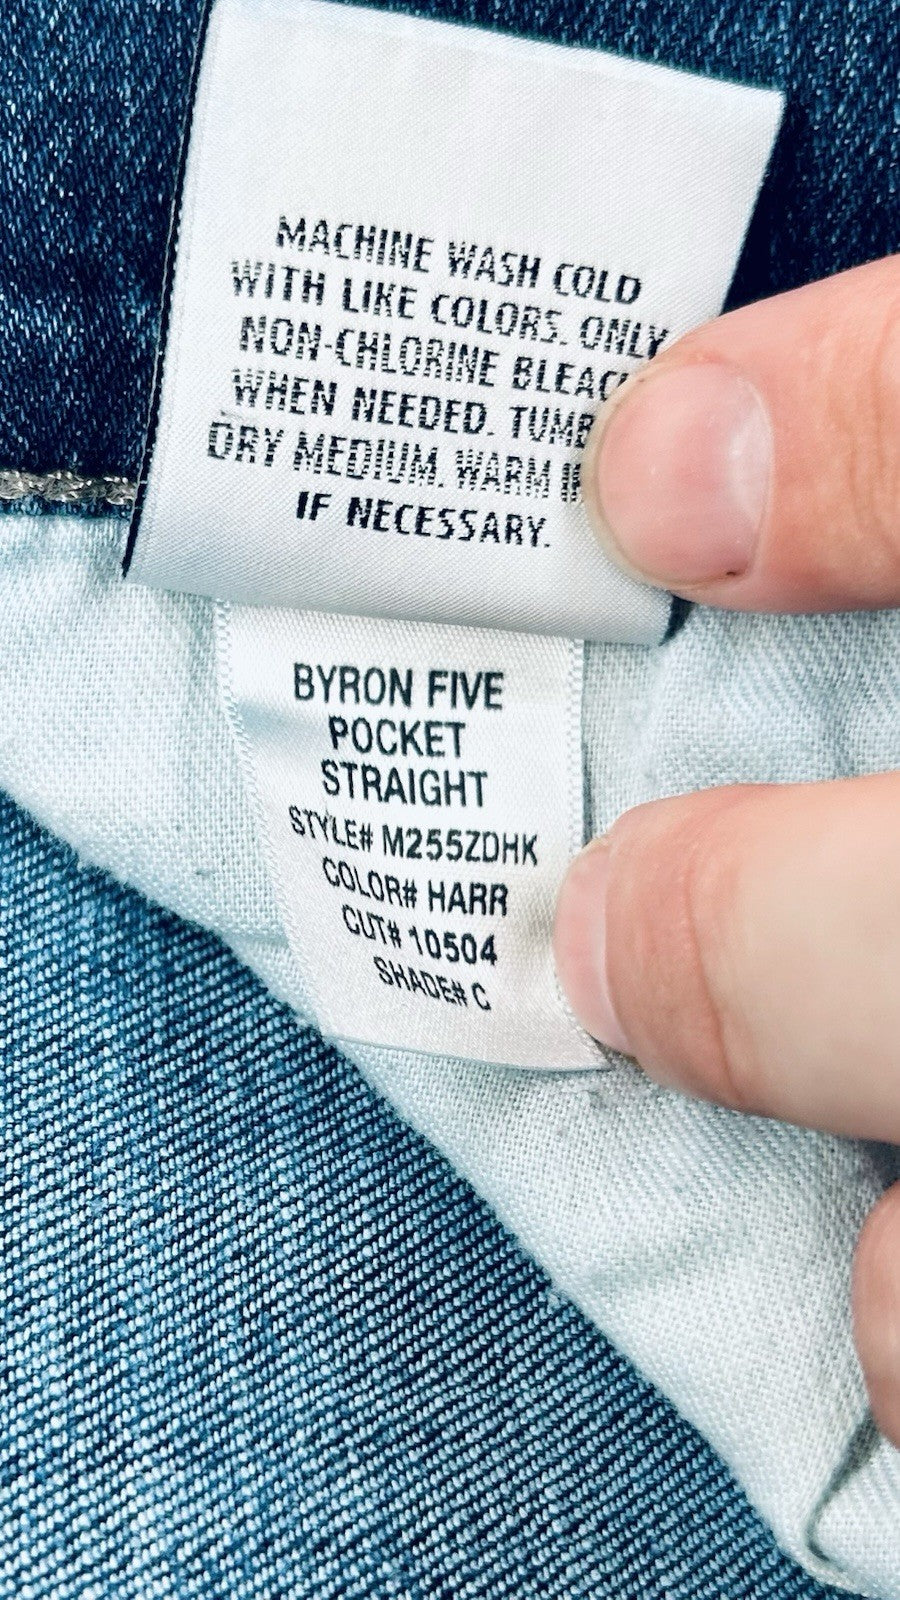 MACHINE WASH COLD
WITH LIKE COLORS. ONLY
NON-CHLORINE BLEAC
WHEN NEEDED. TUMB
DRY MEDIUM. WARM I
IF NECESSARY.
BYRON FIVE
POCKET
STRAIGHT
STYLE# M255ZDHK
COLOR# HARR
CUT# 10504
SHADE# C